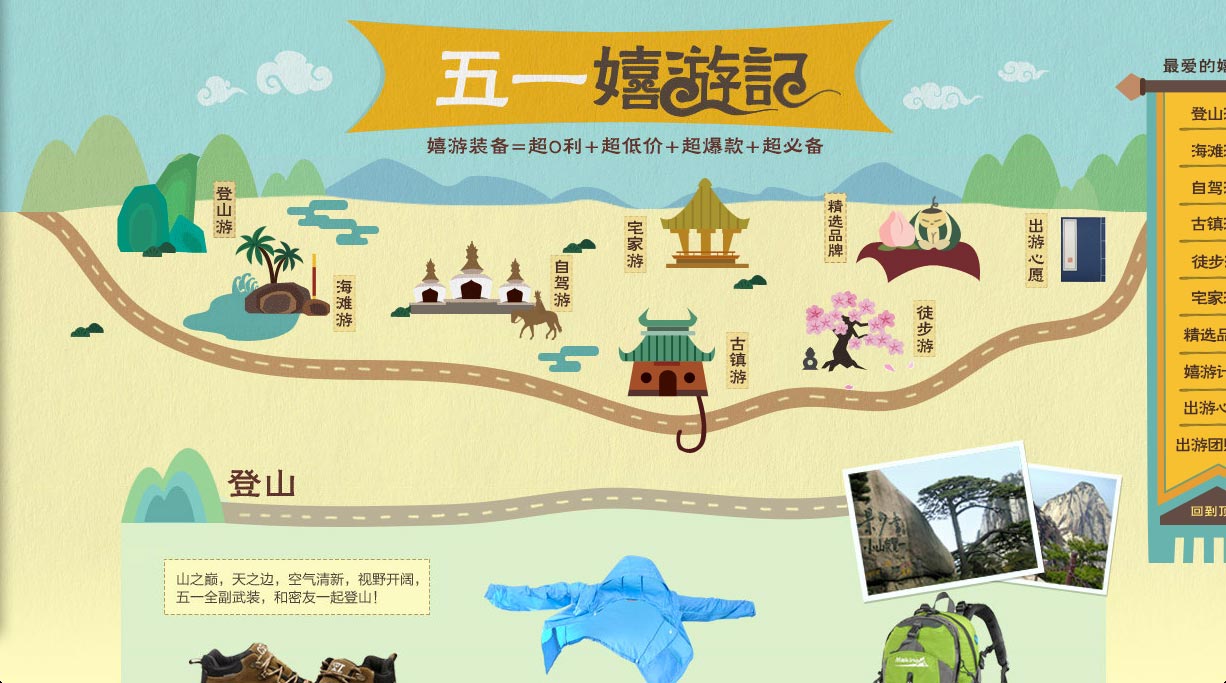 五一嬉游記
嬉游装备=超0利+超低价+超爆款+超必备
登山游
海滩游
自驾游
宅家游
古镇游
精选品牌
徒步游
出游心愿
最爱的嬉
登山
海滩
自驾
古镇
徒步
宅家
精选品
嬉游计
出游心
出游团
回到顶
登山
山之巅，天之边，空气清新，视野开阔，
五一全副武装，和密友一起登山！